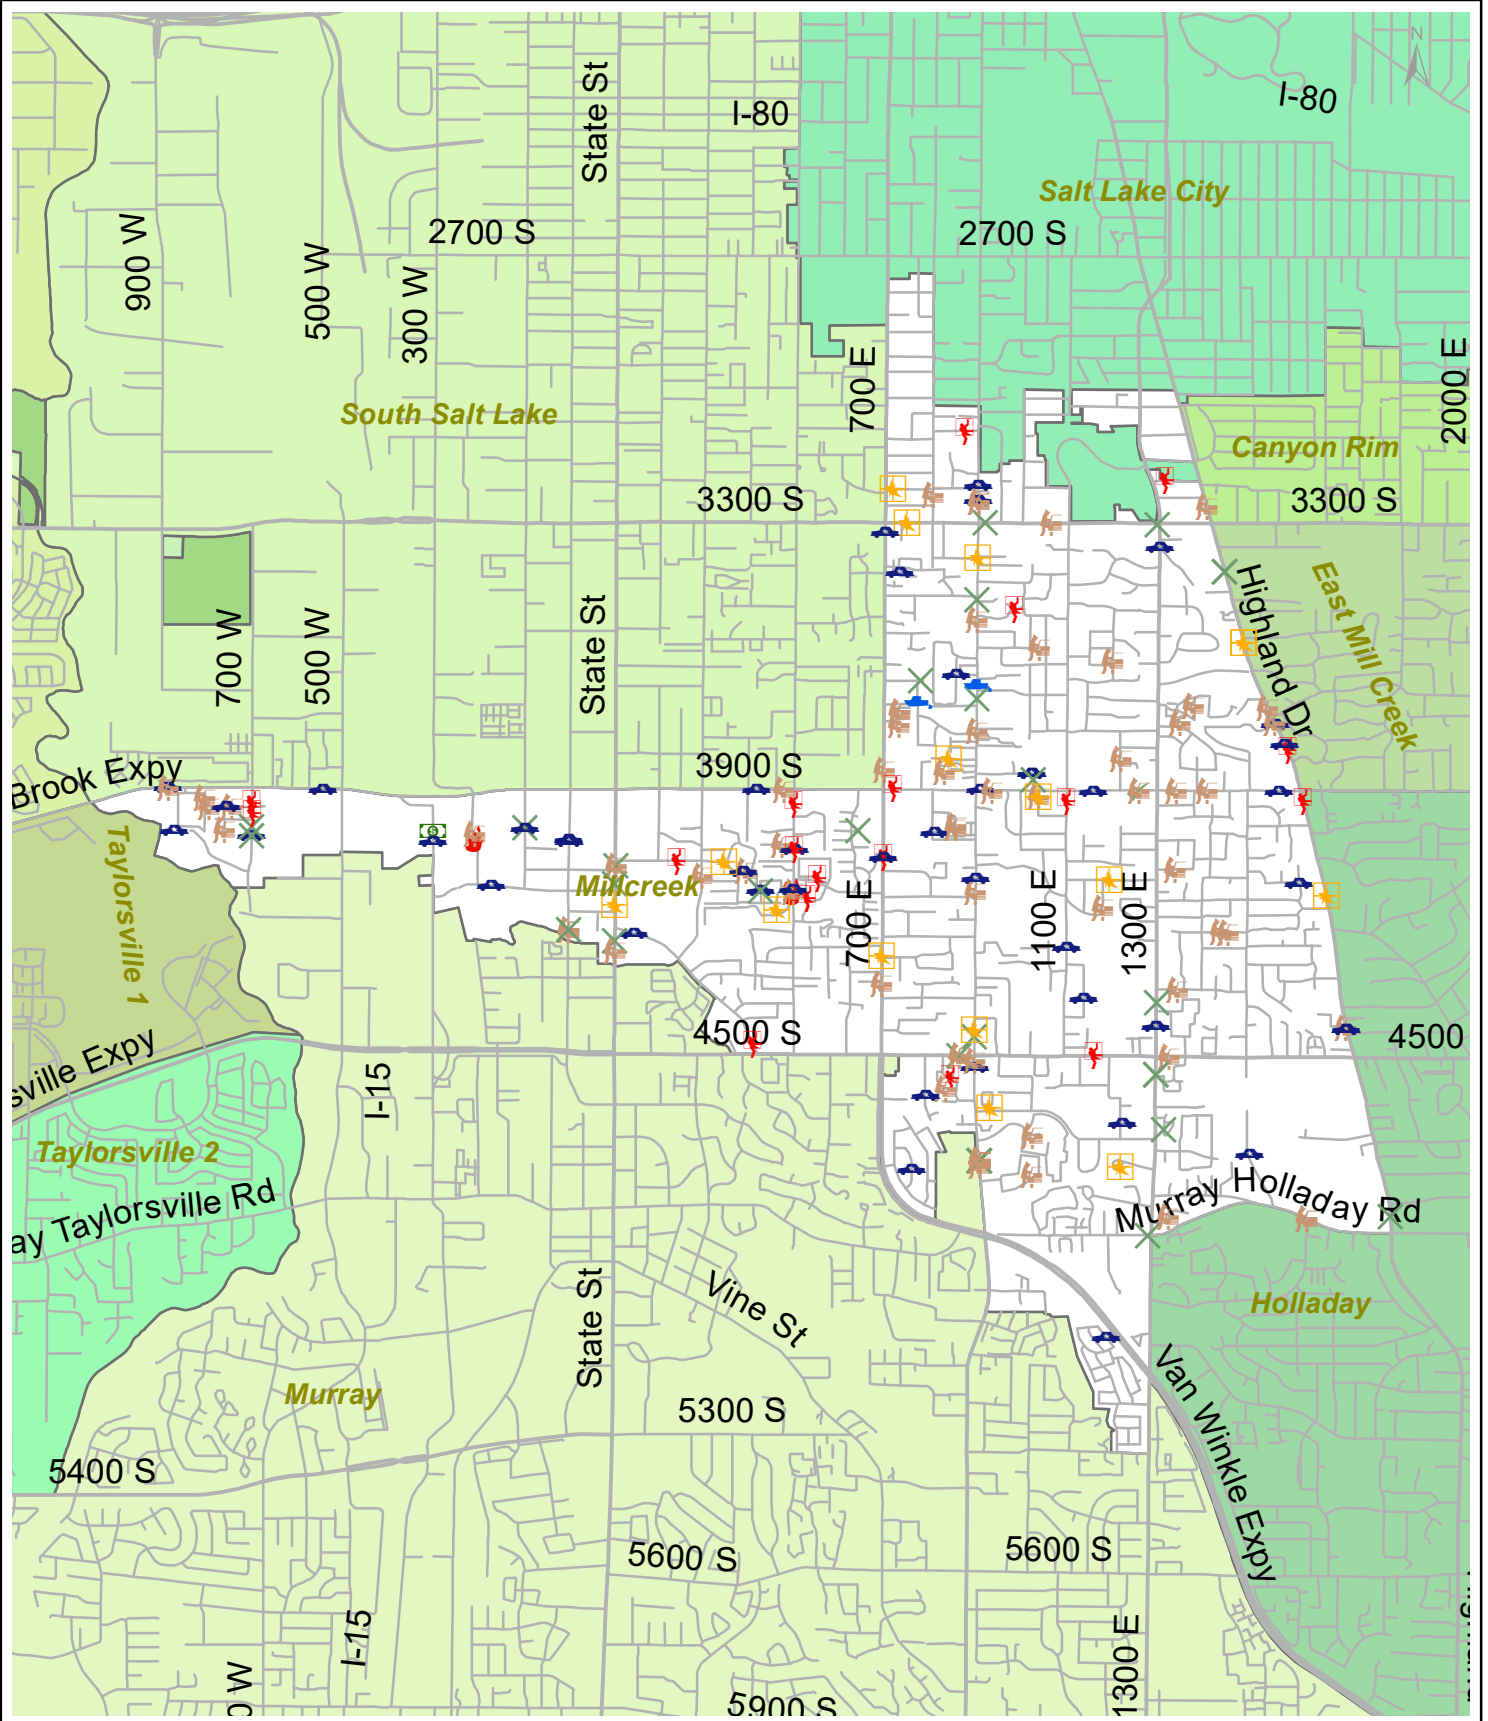 N
I-80
State St
I-80
Salt Lake City
900 W
2700 S
2700 S
500 W
300 W
700 E
2000 E
South Salt Lake
Canyon Rim
3300 S
3300 S
Highland Dr
East Mill Creek
State St
700 W
500 W
3900 S
Brook Expy
Taylorsville 1
Millcreek
700 E
1100 E
1300 E
4500 S
4500
sville Expy
I-15
Taylorsville 2
ay Taylorsville Rd
Murray Holladay Rd
Holladay
Vine St
State St
Van Winkle Expy
Murray
5300 S
5400 S
5600 S
5600 S
I-15
1300 E
0 W
5900 S